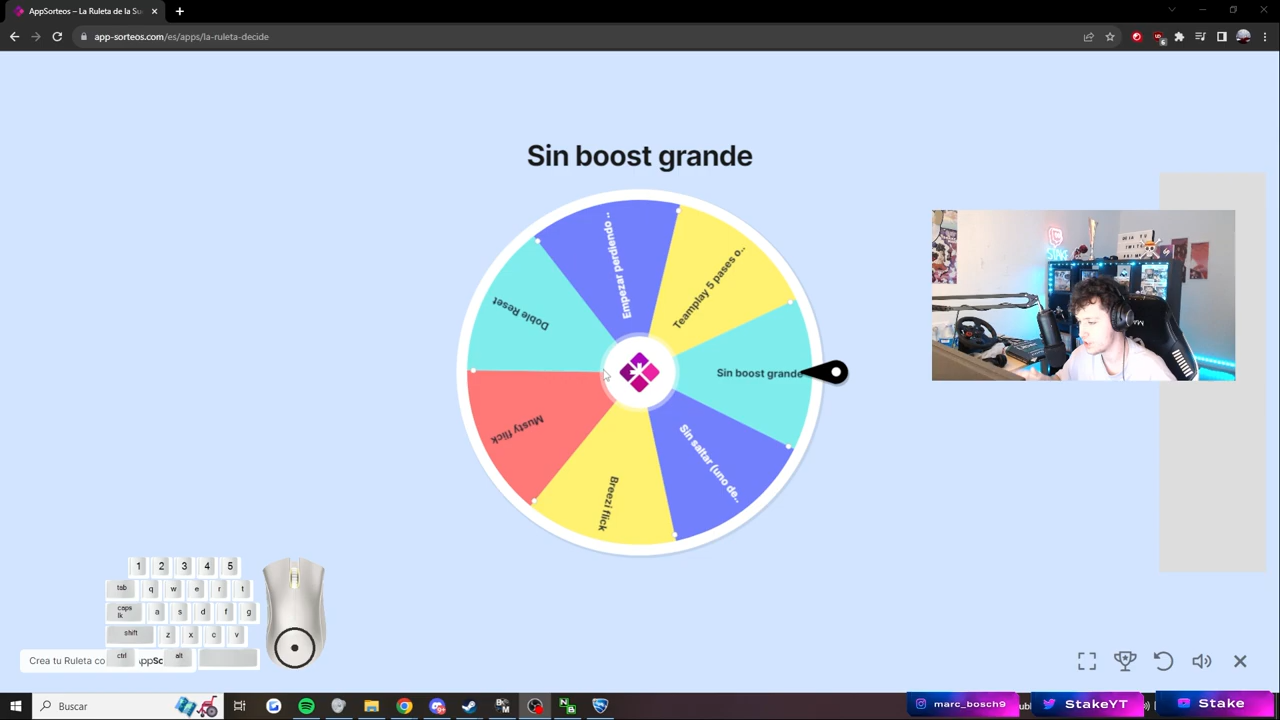 AppSorteos – La Ruleta de la Su
app-sorteos.com/es/apps/la-ruleta-decide
6
Sin boost grande
Empezar perdiendo ..
Teamplay 5 pases o..
Doble Reset
Sin boost grande
Musty flick
Sin saltar (uno de..
Breezi flick
1 2 3 4 5
tab q w e r t
caps lk a s d f g
shift z x c v
ctrl alt
Crea tu Ruleta co
AppSo
Buscar
marc_bosch9
StakeYT
Stake